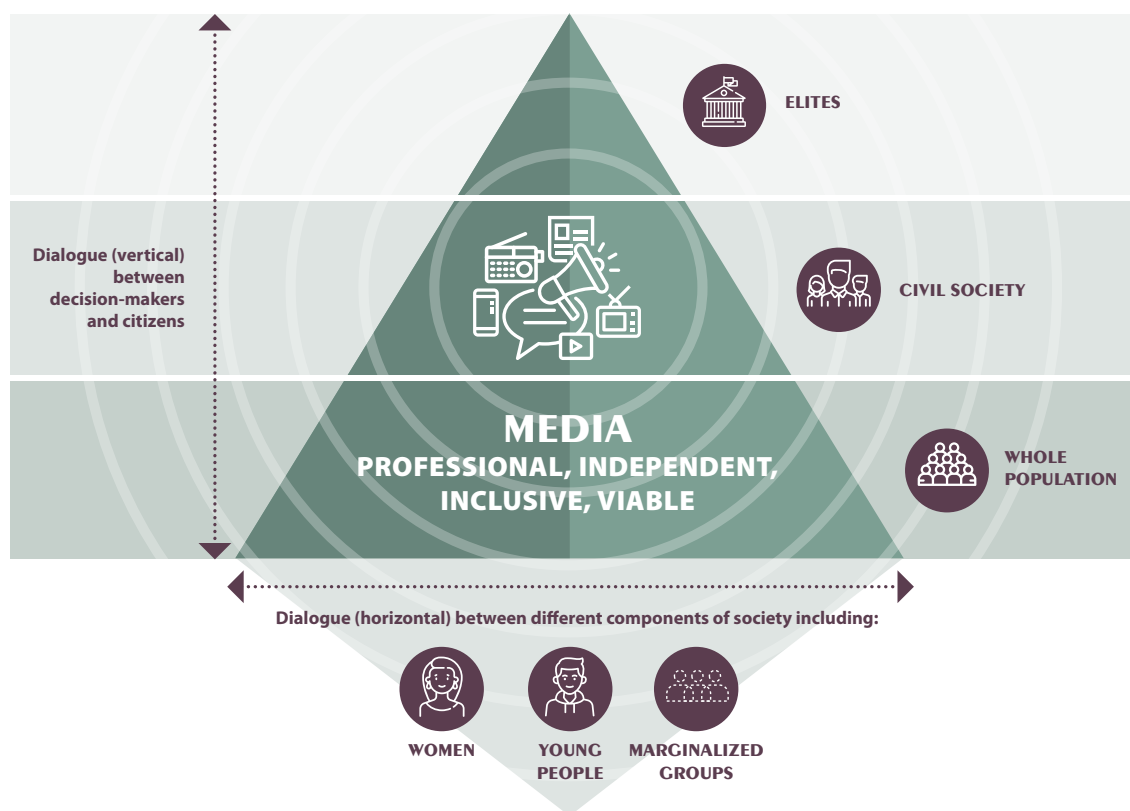 ELITES
Dialogue (vertical)
between
decision-makers
and citizens
CIVIL SOCIETY
MEDIA
PROFESSIONAL, INDEPENDENT,
INCLUSIVE, VIABLE
WHOLE
POPULATION
Dialogue (horizontal) between different components of society including:
WOMEN
YOUNG
PEOPLE
MARGINALIZED
GROUPS